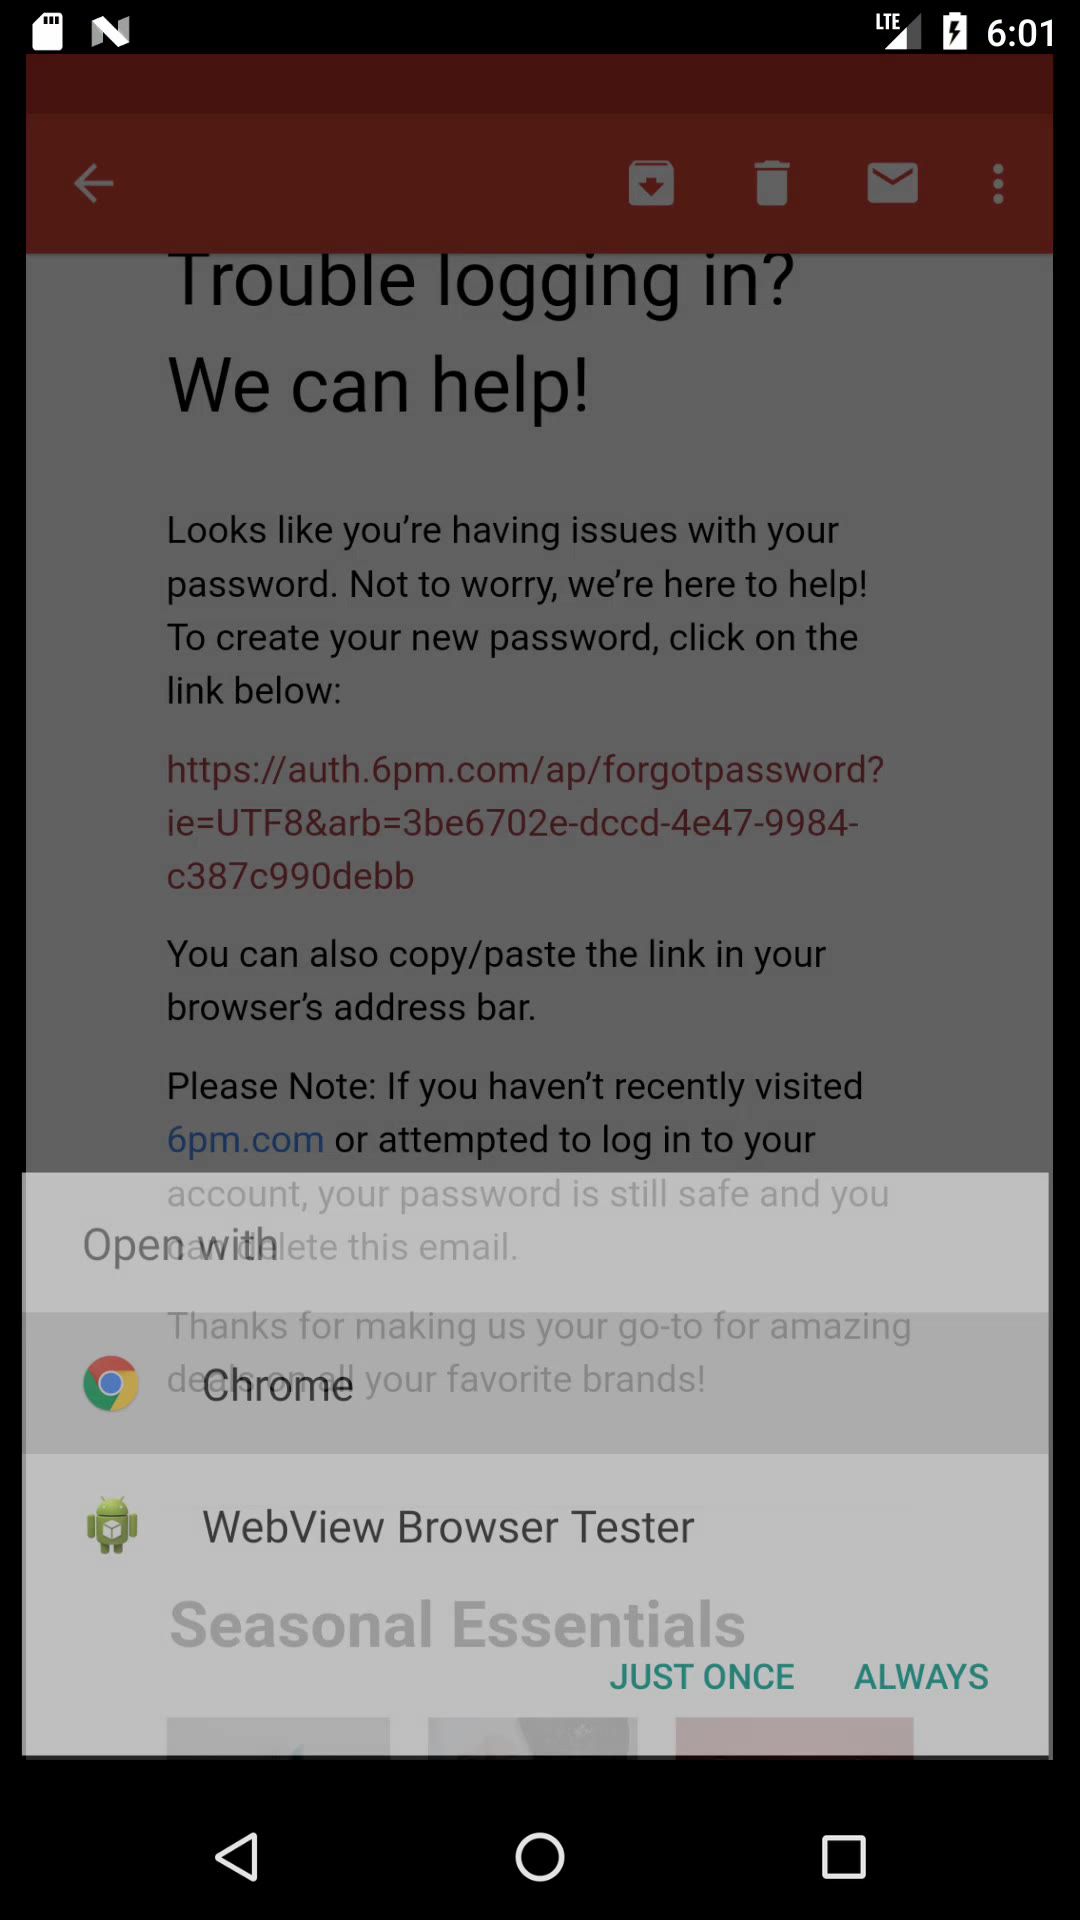 LTE 6:01
Trouble logging in?
We can help!
Looks like you’re having issues with your
password. Not to worry, we’re here to help!
To create your new password, click on the
link below:
https://auth.6pm.com/ap/forgotpassword?
ie=UTF8&arb=3be6702e-dccd-4e47-9984-
c387c990debb
You can also copy/paste the link in your
browser’s address bar.
Please Note: If you haven’t recently visited
6pm.com or attempted to log in to your
account, your password is still safe and you
can delete this email.
Open with
Thanks for making us your go-to for amazing
deals on all your favorite brands!
Chrome
WebView Browser Tester
Seasonal Essentials
JUST ONCE ALWAYS